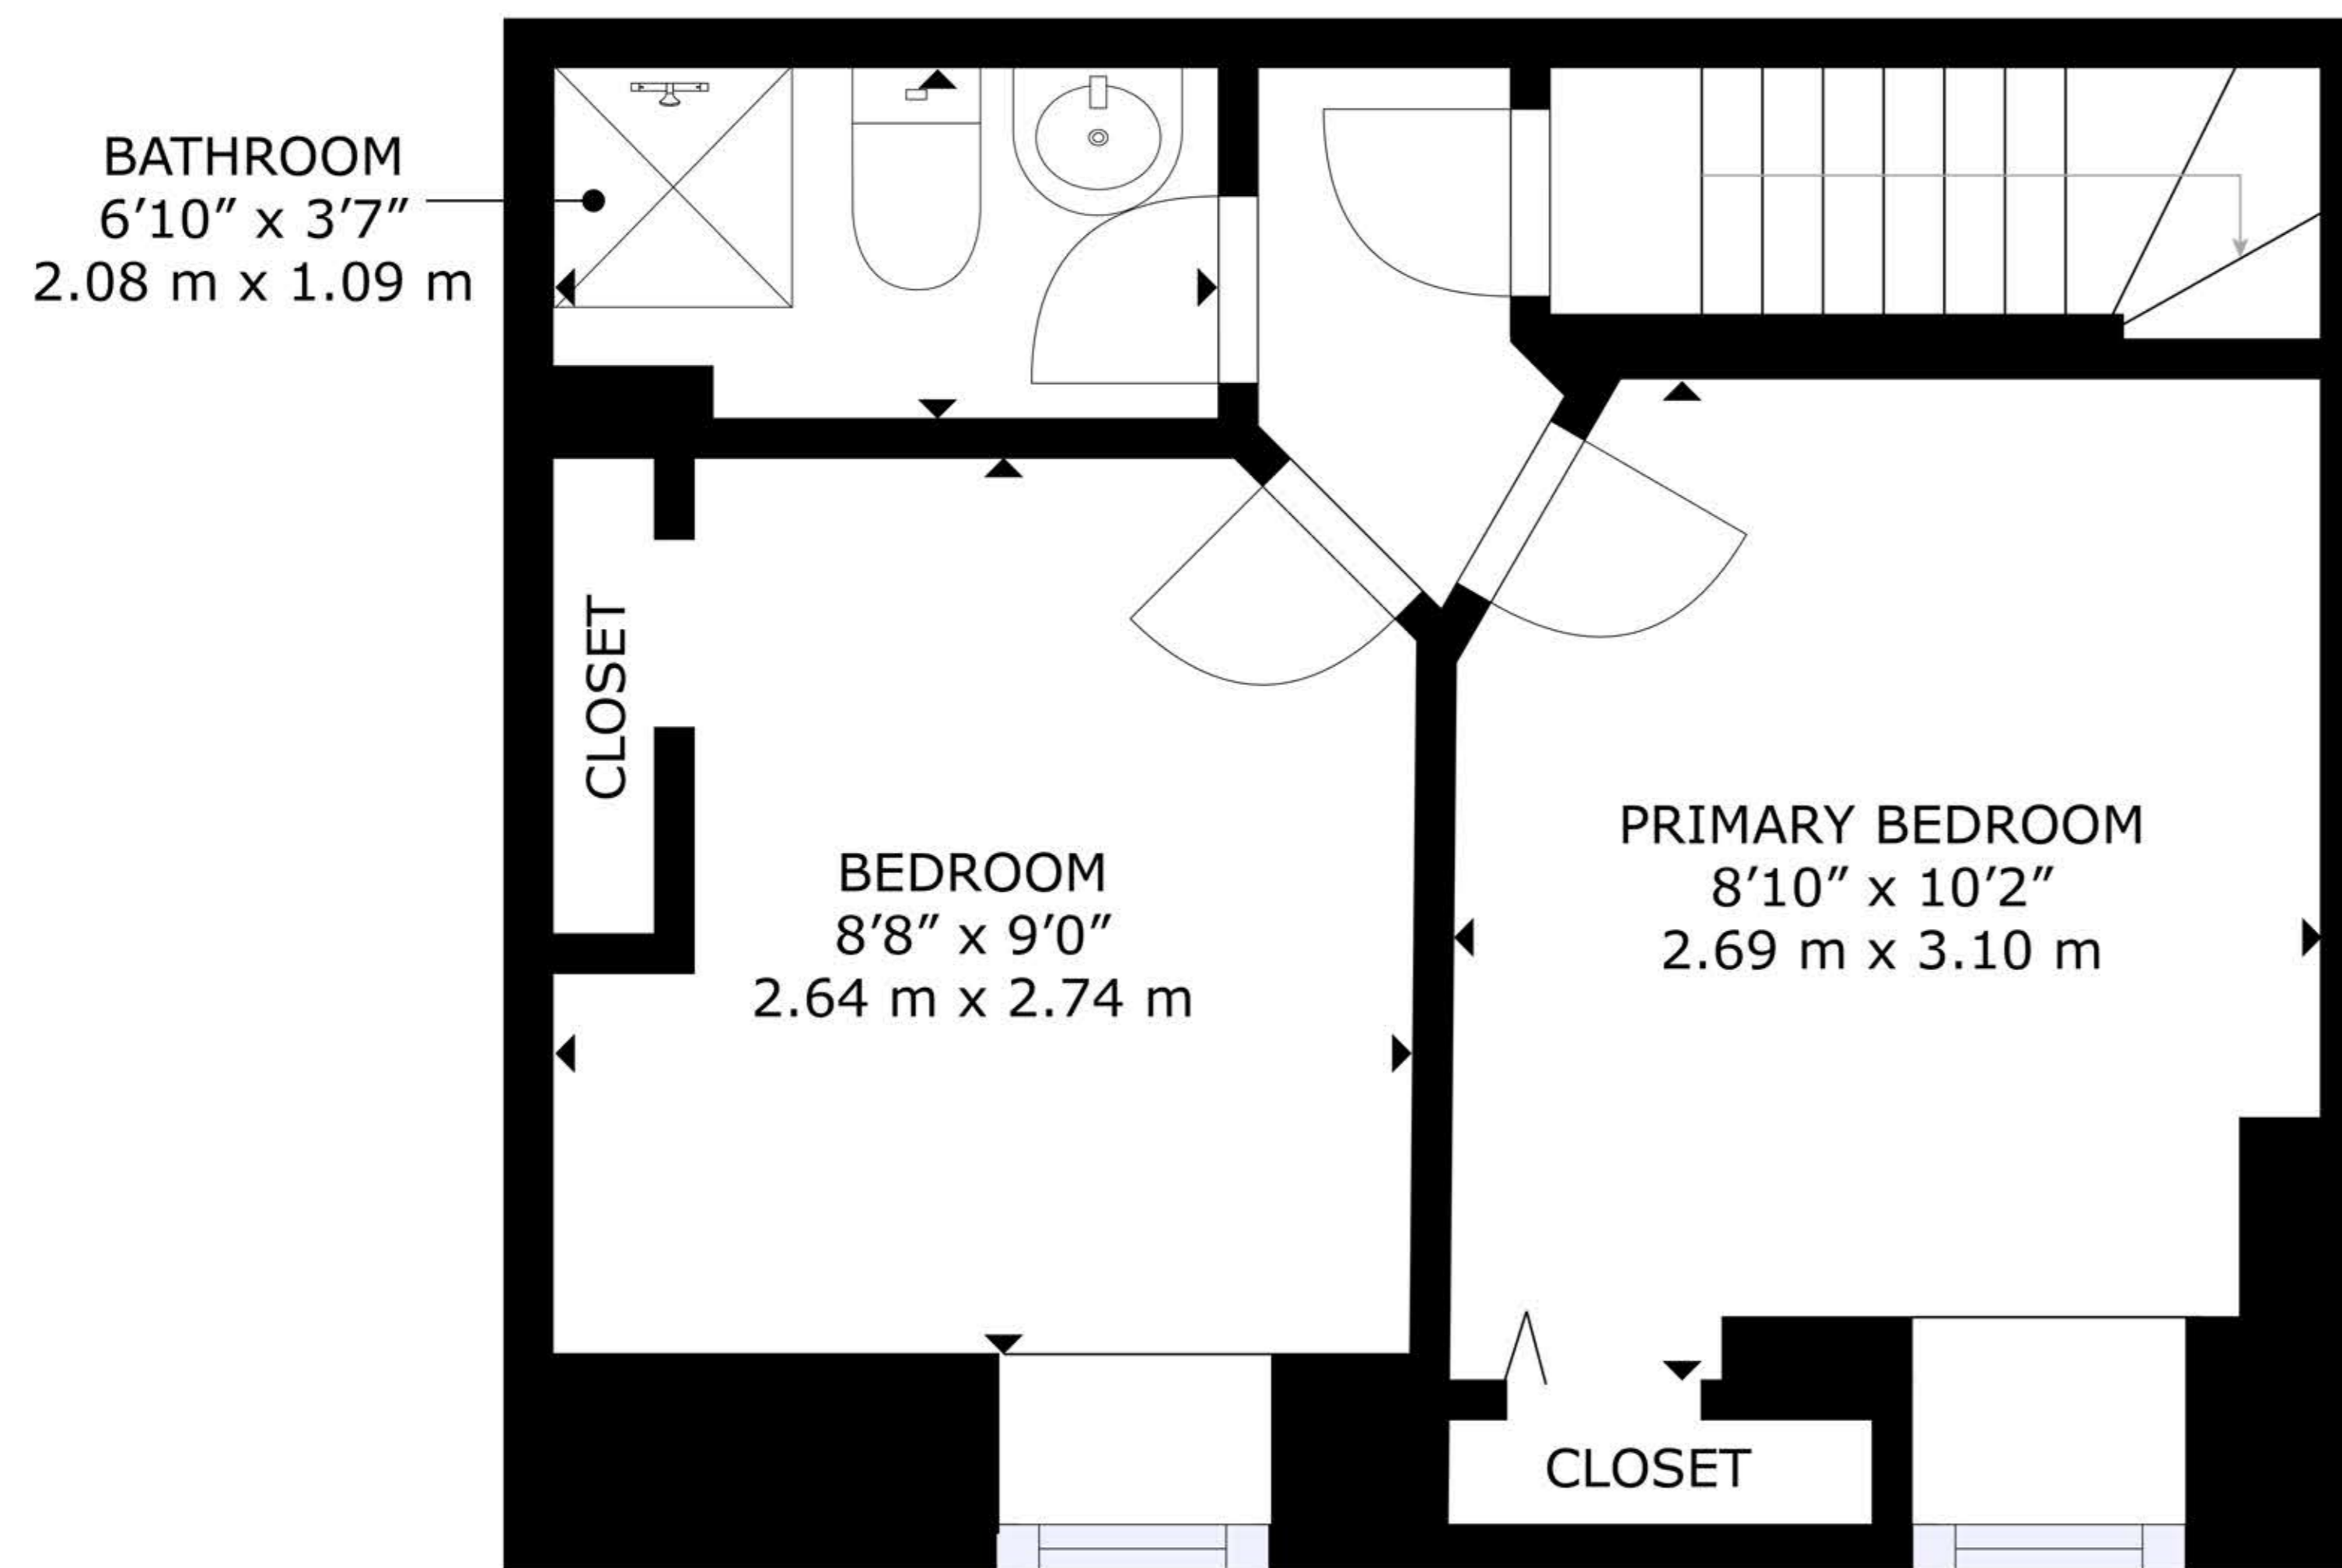 BATHROOM
6′10″ x 3′7″
2.08 m x 1.09 m
CLOSET
BEDROOM
8′8″ x 9′0″
2.64 m x 2.74 m
PRIMARY BEDROOM
8′10″ x 10′2″
2.69 m x 3.10 m
CLOSET